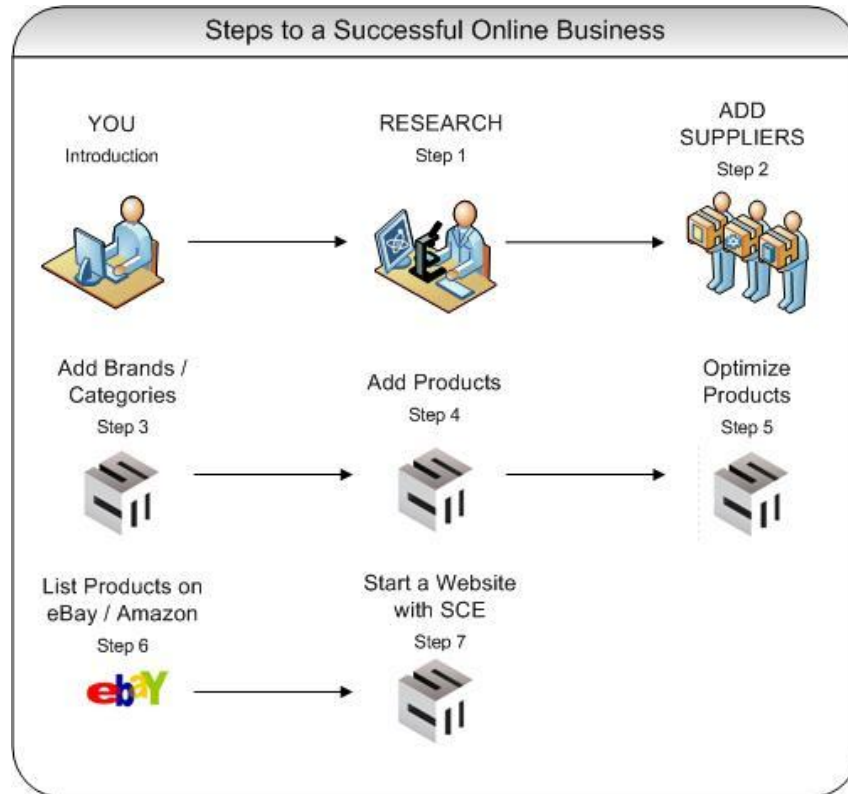 Steps to a Successful Online Business
YOU
Introduction
RESEARCH
Step 1
ADD
SUPPLIERS
Step 2
Add Brands /
Categories
Step 3
Add Products
Step 4
Optimize
Products
Step 5
List Products on
eBay / Amazon
Step 6
ebaY
Start a Website
with SCE
Step 7